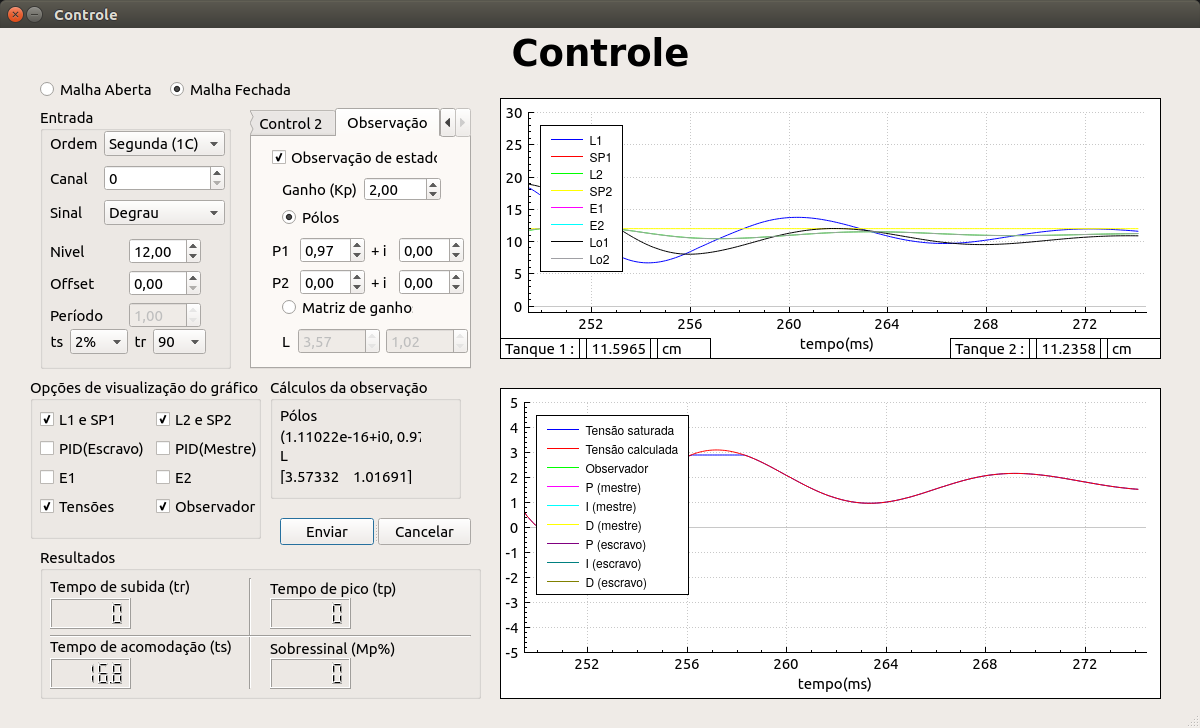 Controle
Controle
Malha Aberta Malha Fechada
Entrada
Ordem Segunda (1C)
Canal 0
Sinal Degrau
Nivel 12,00
Offset 0,00
Período 1,00
ts 2% tr 90
Control 2 Observação
Observação de estado
Ganho (Kp) 2,00
Pólos
P1 0,97 + i 0,00
P2 0,00 + i 0,00
Matriz de ganho
L 3,57 1,02
Opções de visualização do gráfico
L1 e SP1 L2 e SP2
PID(Escravo) PID(Mestre)
E1 E2
Tensões Observador
Cálculos da observação
Pólos
(1.11022e-16+i0, 0.97
L
[3.57332 1.01691]
Enviar Cancelar
Resultados
Tempo de subida (tr)
0
Tempo de pico (tp)
0
Tempo de acomodação (ts)
16.8
Sobressinal (Mp%)
0
30
25
20
15
10
5
0
L1
SP1
L2
SP2
E1
E2
Lo1
Lo2
252 256 260 264 268 272
tempo(ms)
Tanque 1 : 11.5965 cm
Tanque 2 : 11.2358 cm
5
4
3
2
1
0
-1
-2
-3
-4
-5
Tensão saturada
Tensão calculada
Observador
P (mestre)
I (mestre)
D (mestre)
P (escravo)
I (escravo)
D (escravo)
252 256 260 264 268 272
tempo(ms)